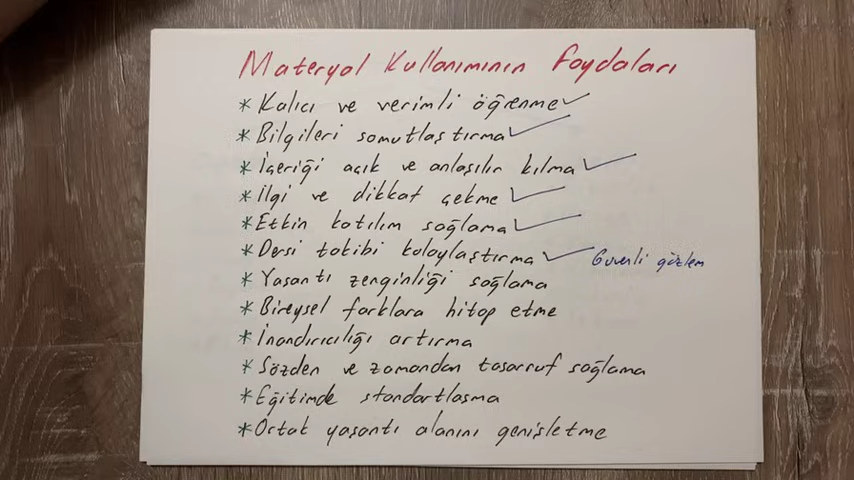 Materyal Kullanımının Faydaları
* Kalıcı ve verimli öğrenme ✓
* Bilgileri somutlaştırma ✓
* İçeriği açık ve anlaşılır kılma ✓
* İlgi ve dikkat çekme ✓
* Etkin katılım sağlama ✓
* Dersi takibi kolaylaştırma ✓ Güvenli gözlem
* Yaşantı zenginliği sağlama
* Bireysel farklara hitap etme
* İnandırıcılığı artırma
* Sözden ve zamandan tasarruf sağlama
* Eğitimde standartlaşma
* Ortak yaşantı alanını genişletme